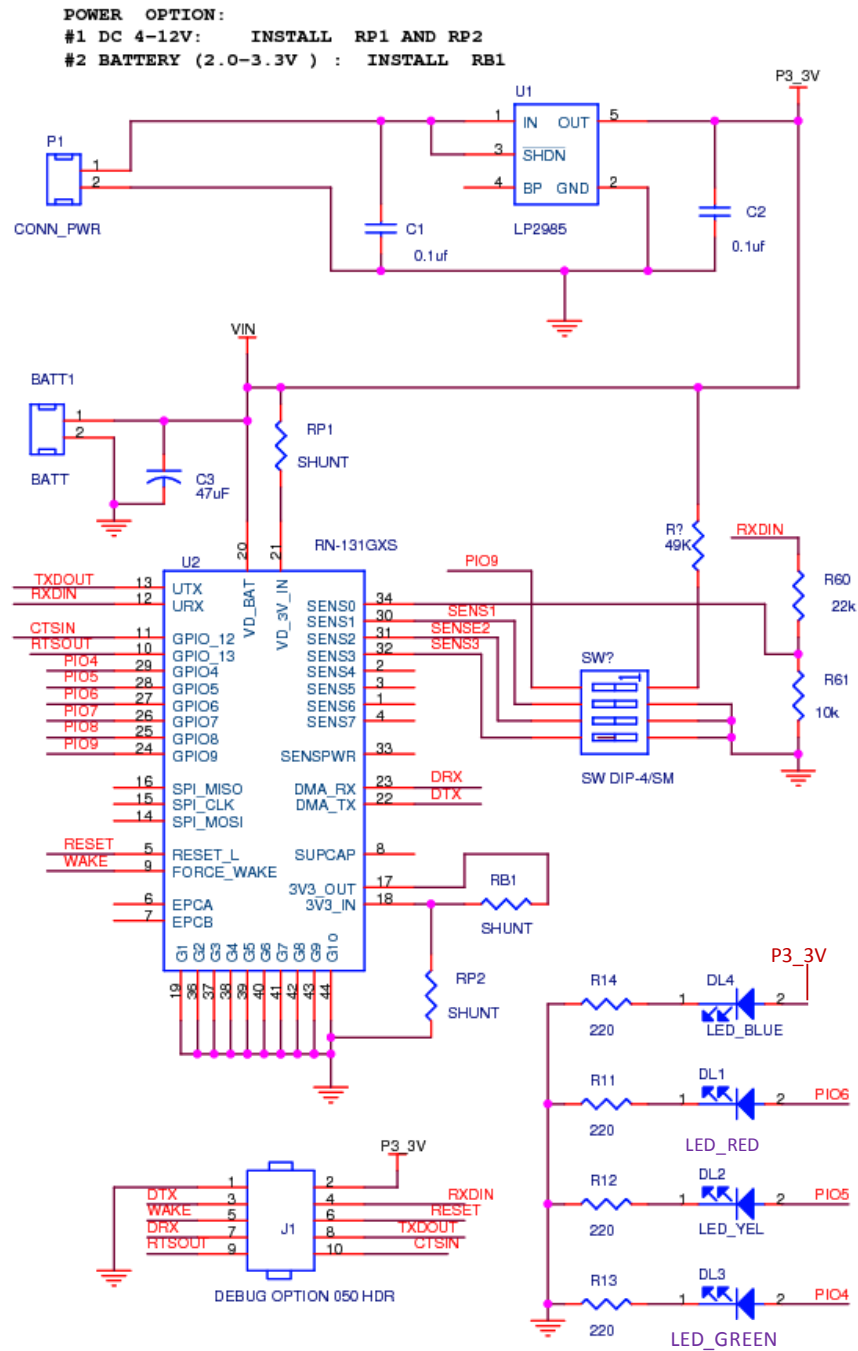 POWER OPTION:
#1 DC 4-12V: INSTALL RP1 AND RP2
#2 BATTERY (2.0-3.3V ) : INSTALL RB1
P3_3V
U1
1 IN OUT 5
3 SHDN
4 BP GND 2
LP2985
P1
1
2
CONN_PWR
C1
0.1uf
C2
0.1uf
VIN
BATT1
1
2
BATT
C3
47uF
RP1
SHUNT
R?
49K
RXDIN
R60
22k
R61
10k
PIO9
SENS1
SENSE2
SENS3
SW?
1
SW DIP-4/SM
U2
RN-131GXS
20
21
VD_BAT
VD_3V_IN
TXDOUT 13 UTX
RXDIN 12 URX
CTSIN 11 GPIO_12
RTSOUT 10 GPIO_13
PIO4 29 GPIO4
PIO5 28 GPIO5
PIO6 27 GPIO6
PIO7 26 GPIO7
PIO8 25 GPIO8
PIO9 24 GPIO9
16 SPI_MISO
15 SPI_CLK
14 SPI_MOSI
RESET 5 RESET_L
WAKE 9 FORCE_WAKE
6 EPCA
7 EPCB
SENS0 34
SENS1 30
SENS2 31
SENS3 32
SENS4 2
SENS5 3
SENS6 1
SENS7 4
SENSPWR 33
DMA_RX 23 DRX
DMA_TX 22 DTX
SUPCAP 8
3V3_OUT 17
3V3_IN 18
G1 G2 G3 G4 G5 G6 G7 G8 G9 G10
19 36 37 38 39 40 41 42 43 44
RB1
SHUNT
RP2
SHUNT
P3_3V
R14
220
DL4
1 2
LED_BLUE
R11
220
DL1
1 2 PIO6
LED_RED
R12
220
DL2
1 2 PIO5
LED_YEL
R13
220
DL3
1 2 PIO4
LED_GREEN
P3_3V
1 2
DTX 3 4 RXDIN
WAKE 5 6 RESET
DRX 7 8 TXDOUT
RTSOUT 9 10 CTSIN
J1
DEBUG OPTION 050 HDR